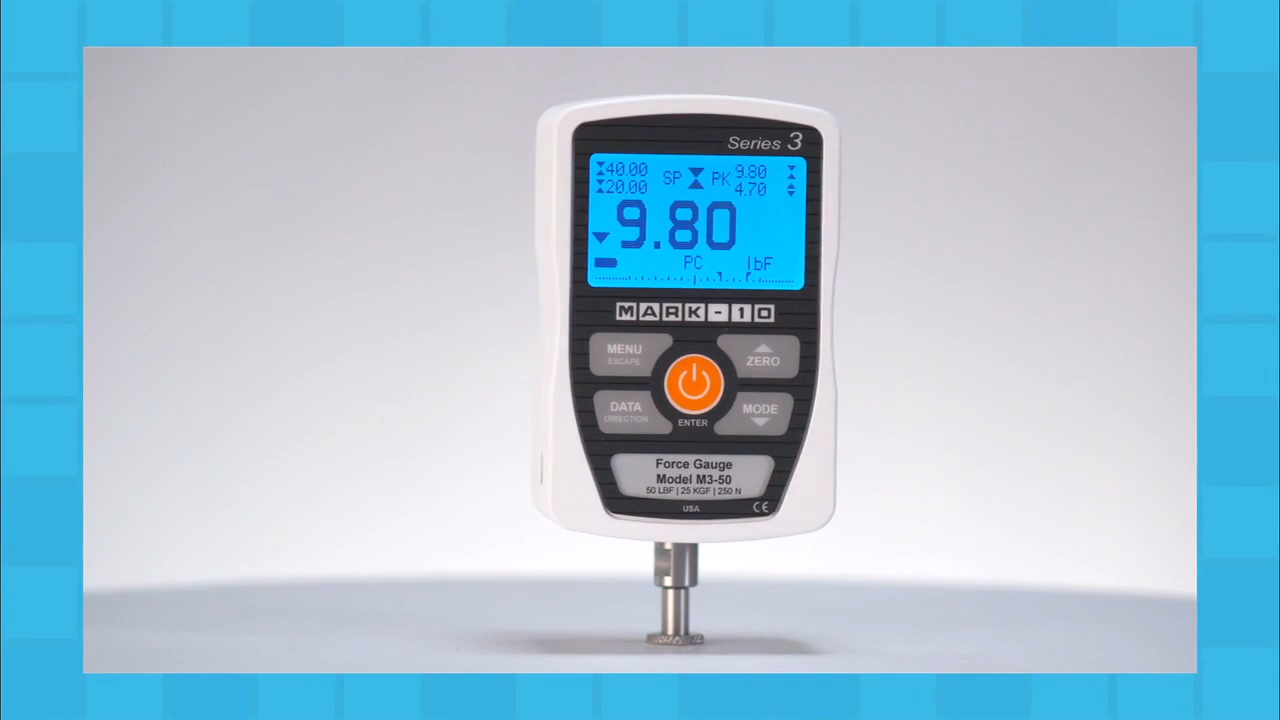 Series 3
40.00
20.00
SP
PK
9.80
4.70
9.80
PC
lbF
MARK-10
MENU
ESCAPE
ZERO
DATA
DIRECTION
MODE
ENTER
Force Gauge
Model M3-50
50 LBF | 25 KGF | 250 N
USA
CE